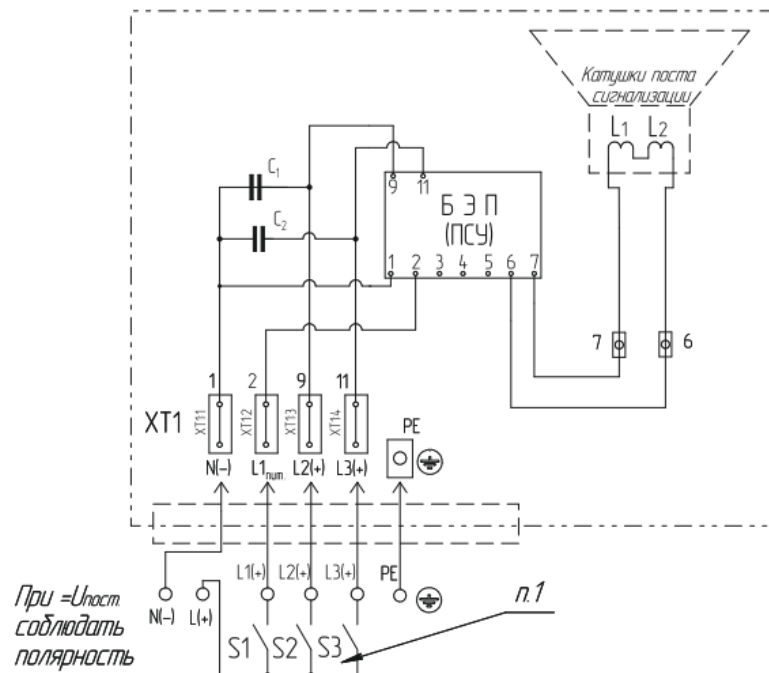 Катушки поста
сигнализации
L1 L2
C1
9 11
Б Э П
(ПСУ)
C2
1 2 3 4 5 6 7
7 6
1 2 9 11
XT1
XT11 XT12 XT13 XT14
PE
N(-) L1пит. L2(+) L3(+)
L1(+) L2(+) L3(+) PE
При =Uпост.
соблюдать
полярность
N(-) L(+)
S1 S2 S3
п.1